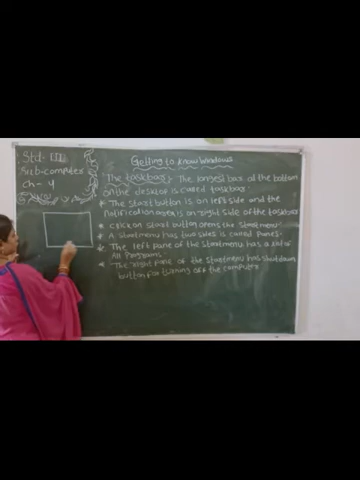 Std:- III
Sub-computer
Ch - 4
Getting to know windows
The taskbar:- The longest bar at the bottom
on the desktop is called taskbar.
* The start button is on left side and the
notification area is on right side of the taskbar
* Click on start button opens the start menu
* A start menu has two sides is called Panes.
* The left pane of the start menu has a list of
All Programs.
* The right pane of the start menu has shut down
button for turning off the computer